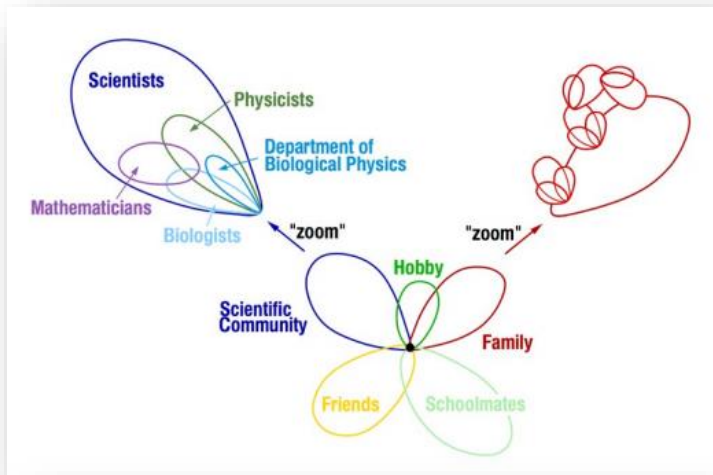 Scientists
Physicists
Department of
Biological Physics
Mathematicians
Biologists
"zoom"
"zoom"
Hobby
Scientific
Community
Family
Friends
Schoolmates